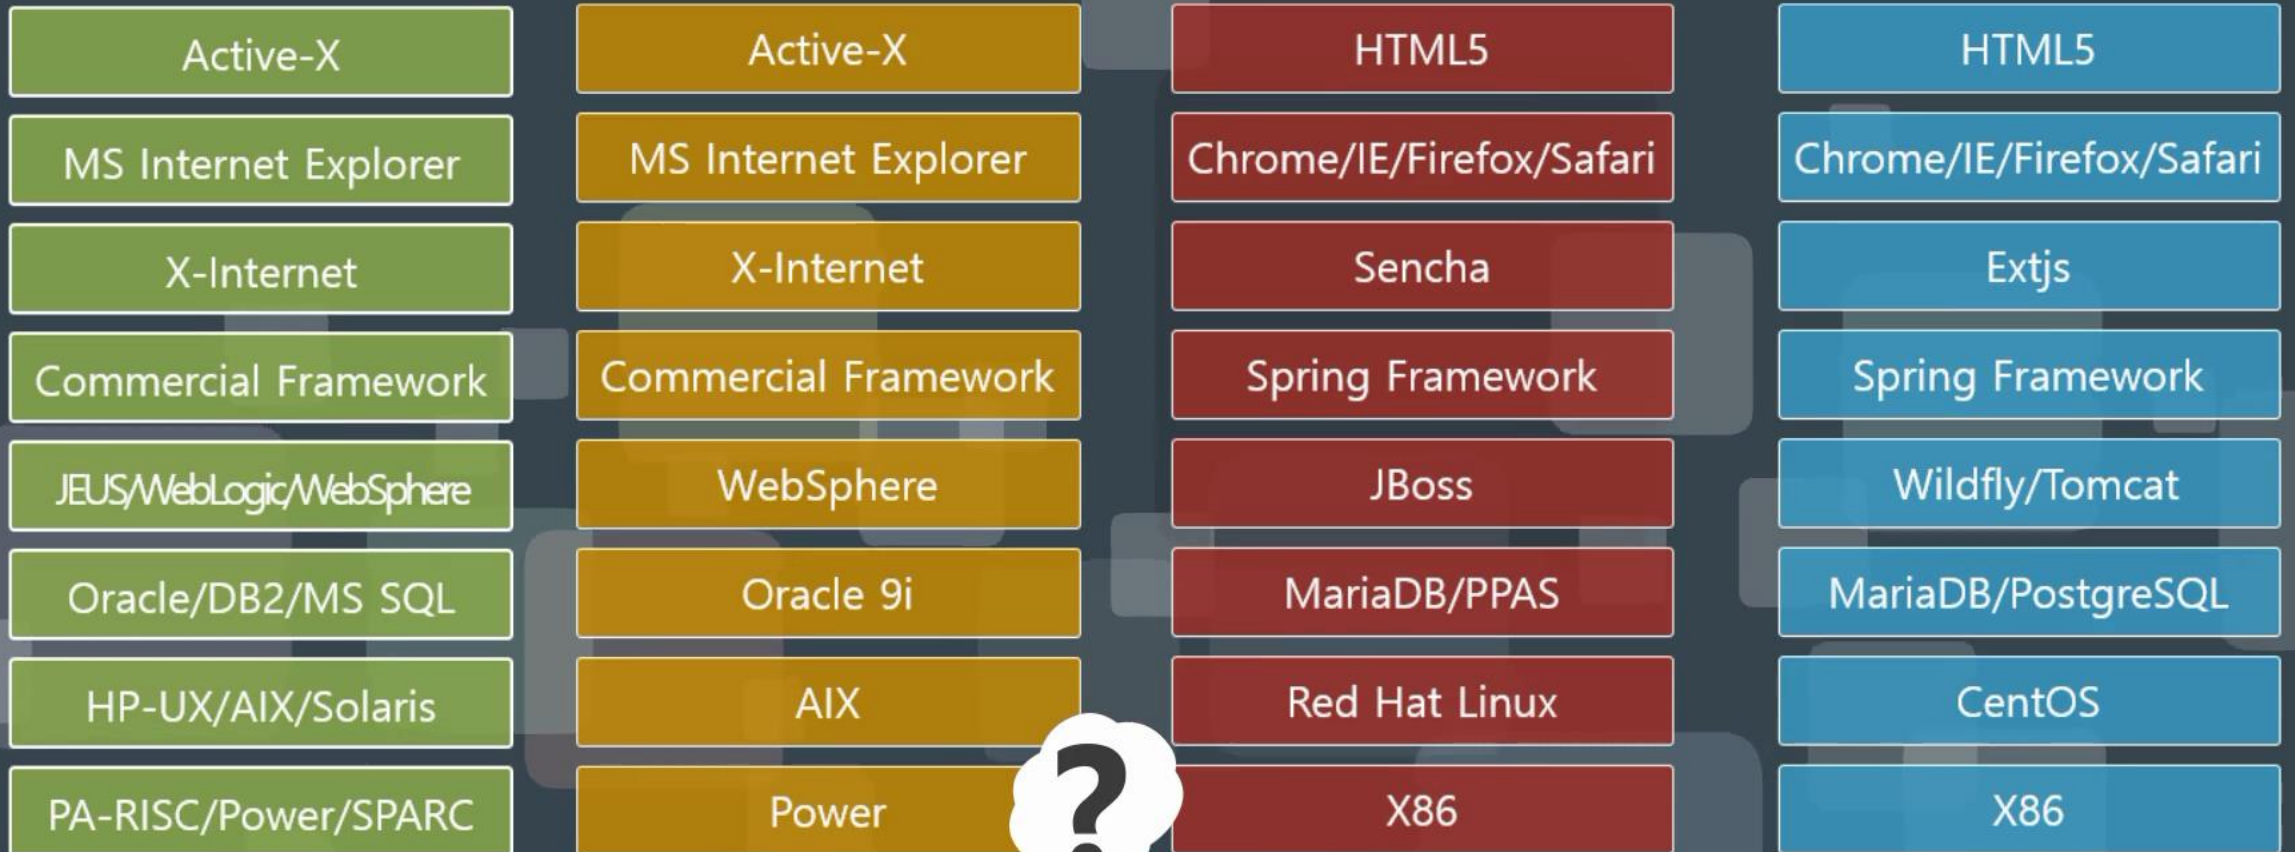 Active-X
MS Internet Explorer
X-Internet
Commercial Framework
JEUS/WebLogic/WebSphere
Oracle/DB2/MS SQL
HP-UX/AIX/Solaris
PA-RISC/Power/SPARC
Active-X
MS Internet Explorer
X-Internet
Commercial Framework
WebSphere
Oracle 9i
AIX
Power
?
HTML5
Chrome/IE/Firefox/Safari
Sencha
Spring Framework
JBoss
MariaDB/PPAS
Red Hat Linux
X86
HTML5
Chrome/IE/Firefox/Safari
Extjs
Spring Framework
Wildfly/Tomcat
MariaDB/PostgreSQL
CentOS
X86